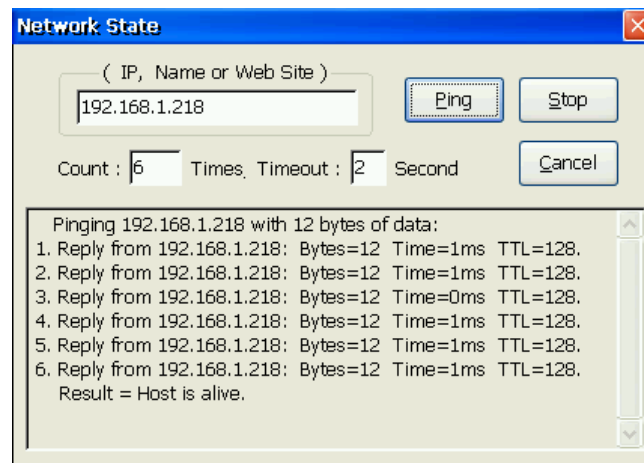 Network State
( IP, Name or Web Site )
192.168.1.218
Ping
Stop
Count : 6 Times, Timeout : 2 Second
Cancel
Pinging 192.168.1.218 with 12 bytes of data:
1. Reply from 192.168.1.218: Bytes=12 Time=1ms TTL=128.
2. Reply from 192.168.1.218: Bytes=12 Time=1ms TTL=128.
3. Reply from 192.168.1.218: Bytes=12 Time=0ms TTL=128.
4. Reply from 192.168.1.218: Bytes=12 Time=1ms TTL=128.
5. Reply from 192.168.1.218: Bytes=12 Time=1ms TTL=128.
6. Reply from 192.168.1.218: Bytes=12 Time=1ms TTL=128.
Result = Host is alive.